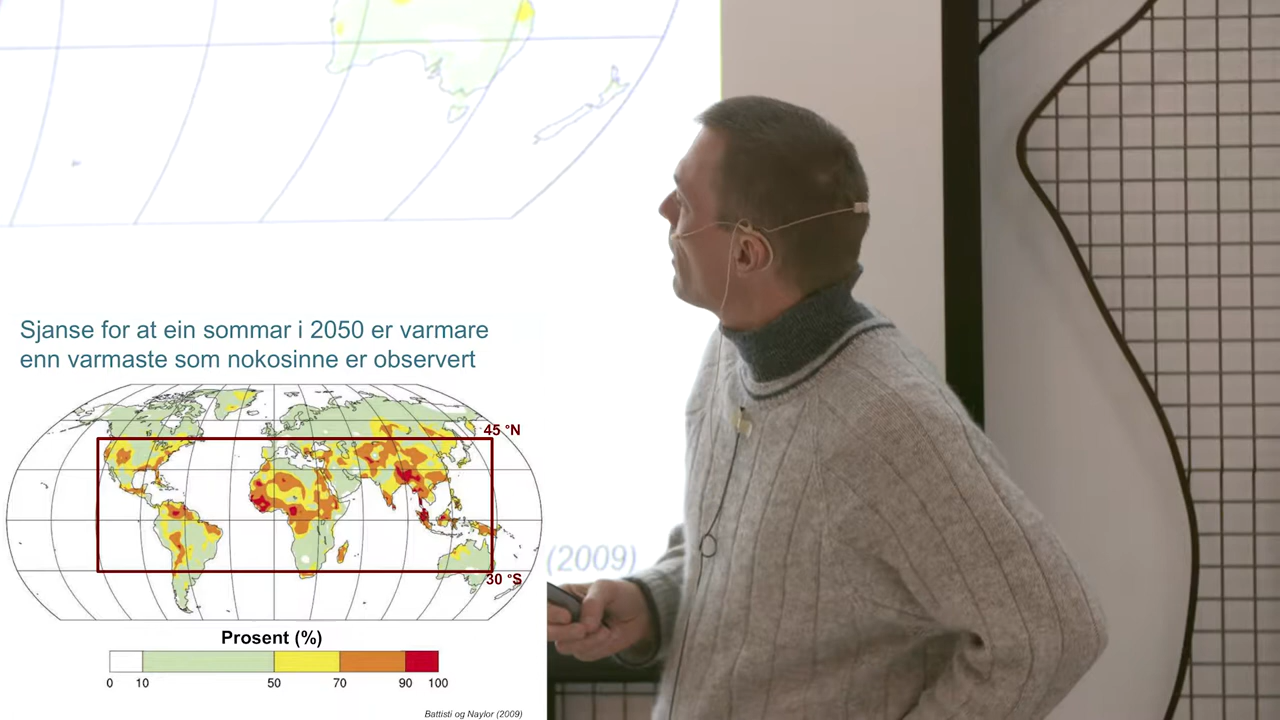 Sjanse for at ein sommar i 2050 er varmare
enn varmaste som nokosinne er observert
45 °N
(2009)
30 °S
Prosent (%)
0 10 50 70 90 100
Battisti og Naylor (2009)